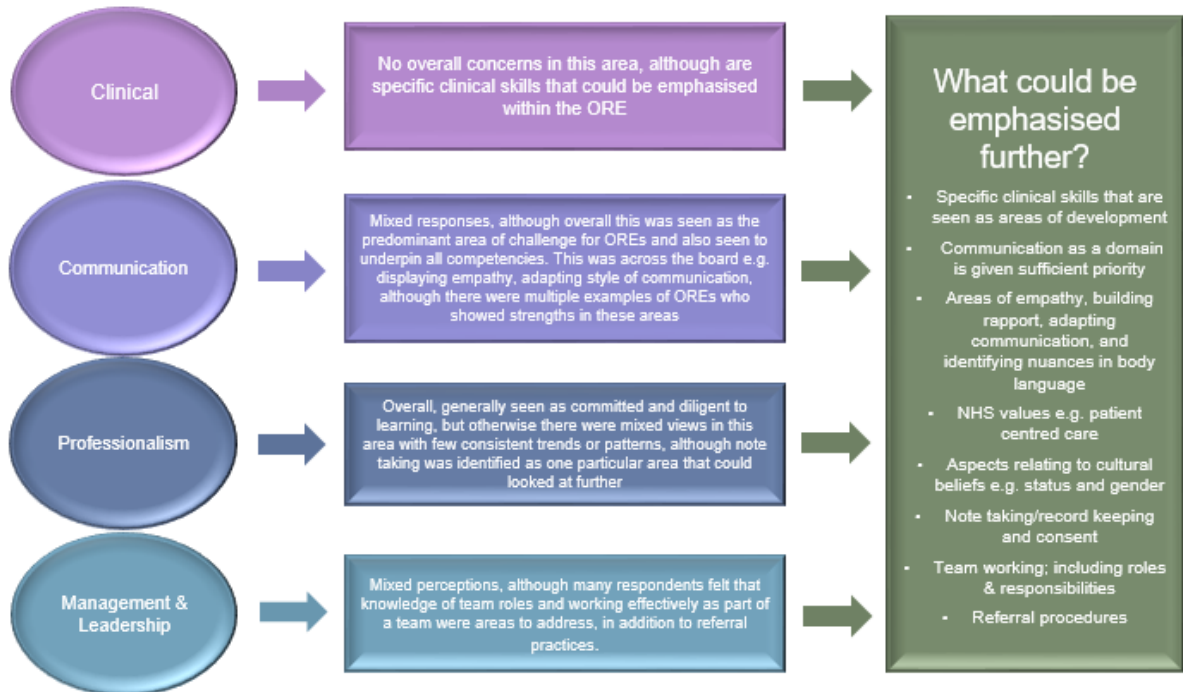 Clinical
No overall concerns in this area, although are
specific clinical skills that could be emphasised
within the ORE
Communication
Mixed responses, although overall this was seen as the
predominant area of challenge for OREs and also seen to
underpin all competencies. This was across the board e.g.
displaying empathy, adapting style of communication,
although there were multiple examples of OREs who
showed strengths in these areas
Professionalism
Overall, generally seen as committed and diligent to
learning, but otherwise there were mixed views in this
area with few consistent trends or patterns, although note
taking was identified as one particular area that could
looked at further
Management &
Leadership
Mixed perceptions, although many respondents felt that
knowledge of team roles and working effectively as part of
a team were areas to address, in addition to referral
practices.
What could be
emphasised
further?
• Specific clinical skills that are
seen as areas of development
• Communication as a domain
is given sufficient priority
• Areas of empathy, building
rapport, adapting
communication, and
identifying nuances in body
language
• NHS values e.g. patient
centred care
• Aspects relating to cultural
beliefs e.g. status and gender
• Note taking/record keeping
and consent
• Team working; including roles
& responsibilities
• Referral procedures